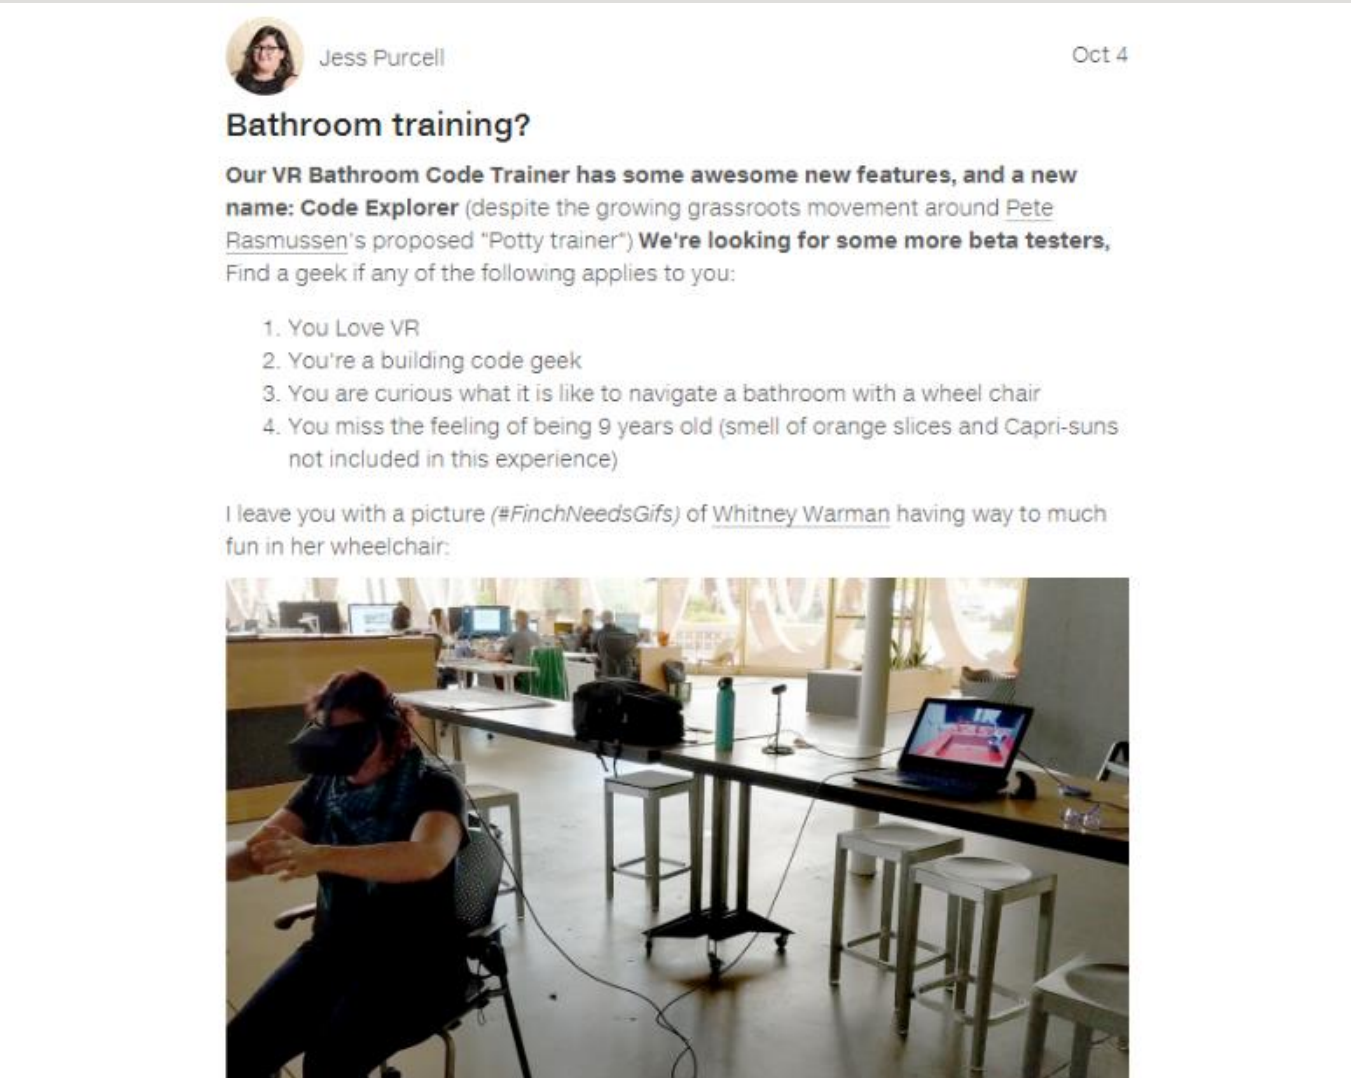 Jess Purcell
Oct 4
Bathroom training?
Our VR Bathroom Code Trainer has some awesome new features, and a new
name: Code Explorer (despite the growing grassroots movement around Pete
Rasmussen's proposed "Potty trainer") We're looking for some more beta testers,
Find a geek if any of the following applies to you:
1. You Love VR
2. You're a building code geek
3. You are curious what it is like to navigate a bathroom with a wheel chair
4. You miss the feeling of being 9 years old (smell of orange slices and Capri-suns
not included in this experience)
I leave you with a picture (#FinchNeedsGifs) of Whitney Warman having way to much
fun in her wheelchair: